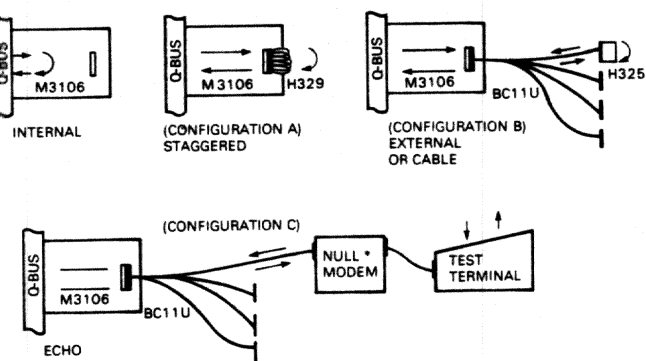 Q-BUS
M3106
INTERNAL
Q-BUS
M3106
H329
(CONFIGURATION A)
STAGGERED
Q-BUS
M3106
BC11U
H325
(CONFIGURATION B)
EXTERNAL
OR CABLE
(CONFIGURATION C)
Q-BUS
M3106
BC11U
NULL *
MODEM
TEST
TERMINAL
ECHO